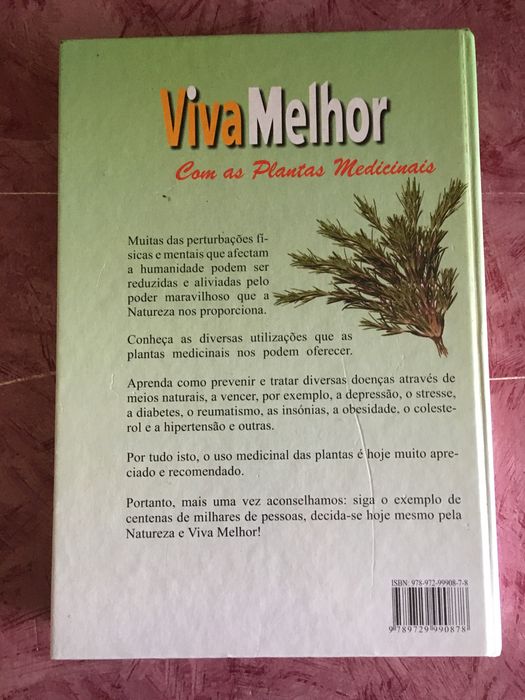 Viva Melhor
Com as Plantas Medicinais
Muitas das perturbações fí-
sicas e mentais que afectam
a humanidade podem ser
reduzidas e aliviadas pelo
poder maravilhoso que a
Natureza nos proporciona.
Conheça as diversas utilizações que as
plantas medicinais nos podem oferecer.
Aprenda como prevenir e tratar diversas doenças através de
meios naturais, a vencer, por exemplo, a depressão, o stresse,
a diabetes, o reumatismo, as insónias, a obesidade, o coleste-
rol e a hipertensão e outras.
Por tudo isto, o uso medicinal das plantas é hoje muito apre-
ciado e recomendado.
Portanto, mais uma vez aconselhamos: siga o exemplo de
centenas de milhares de pessoas, decida-se hoje mesmo pela
Natureza e Viva Melhor!
ISBN: 978-972-99908-7-8
9 789729 990878